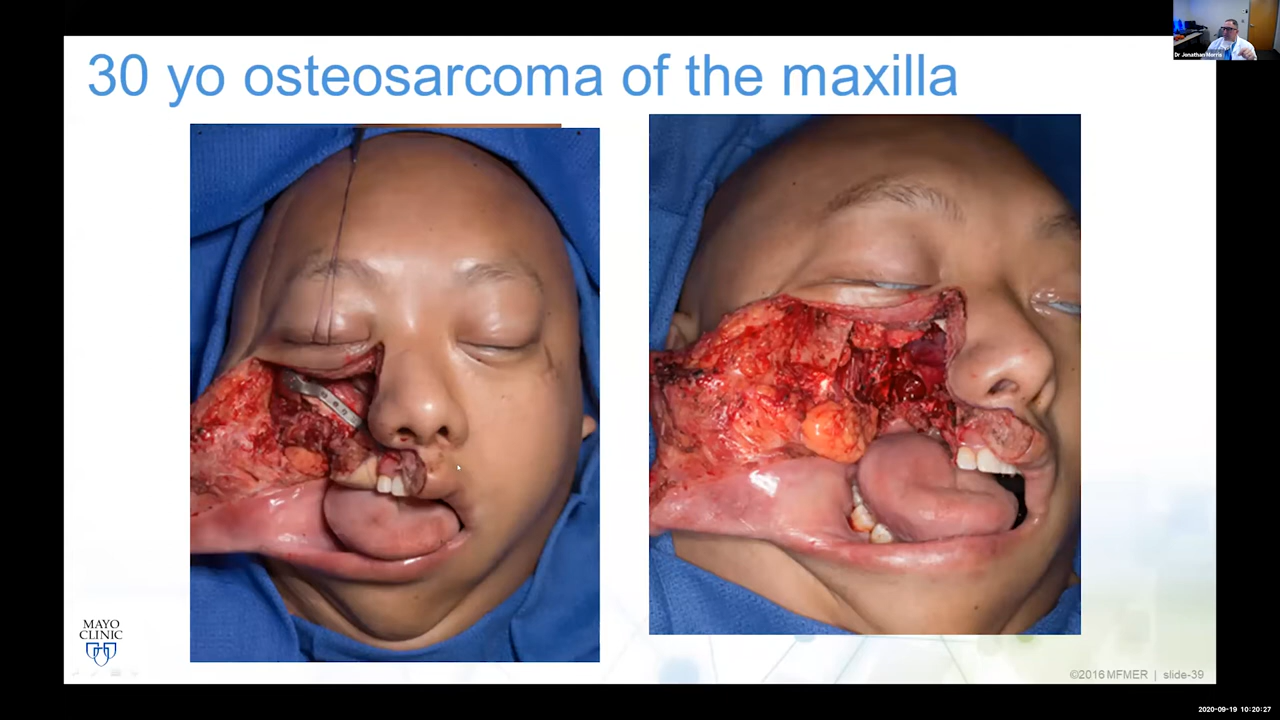 Dr Jonathan Morris
30 yo osteosarcoma of the maxilla
MAYO
CLINIC
©2016 MFMER | slide-39
2020-09-19 10:20:27